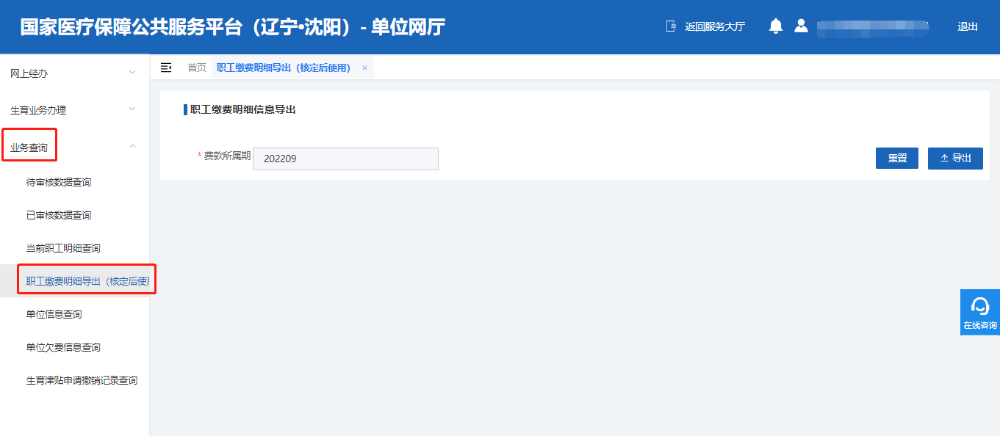 国家医疗保障公共服务平台（辽宁•沈阳）- 单位网厅
返回服务大厅
退出
网上经办
生育业务办理
业务查询
待审核数据查询
已审核数据查询
当前职工明细查询
职工缴费明细导出（核定后使用
单位信息查询
单位欠费信息查询
生育津贴申请撤销记录查询
首页
职工缴费明细导出（核定后使用） ×
职工缴费明细信息导出
* 费款所属期
202209
重置
导出
在线咨询